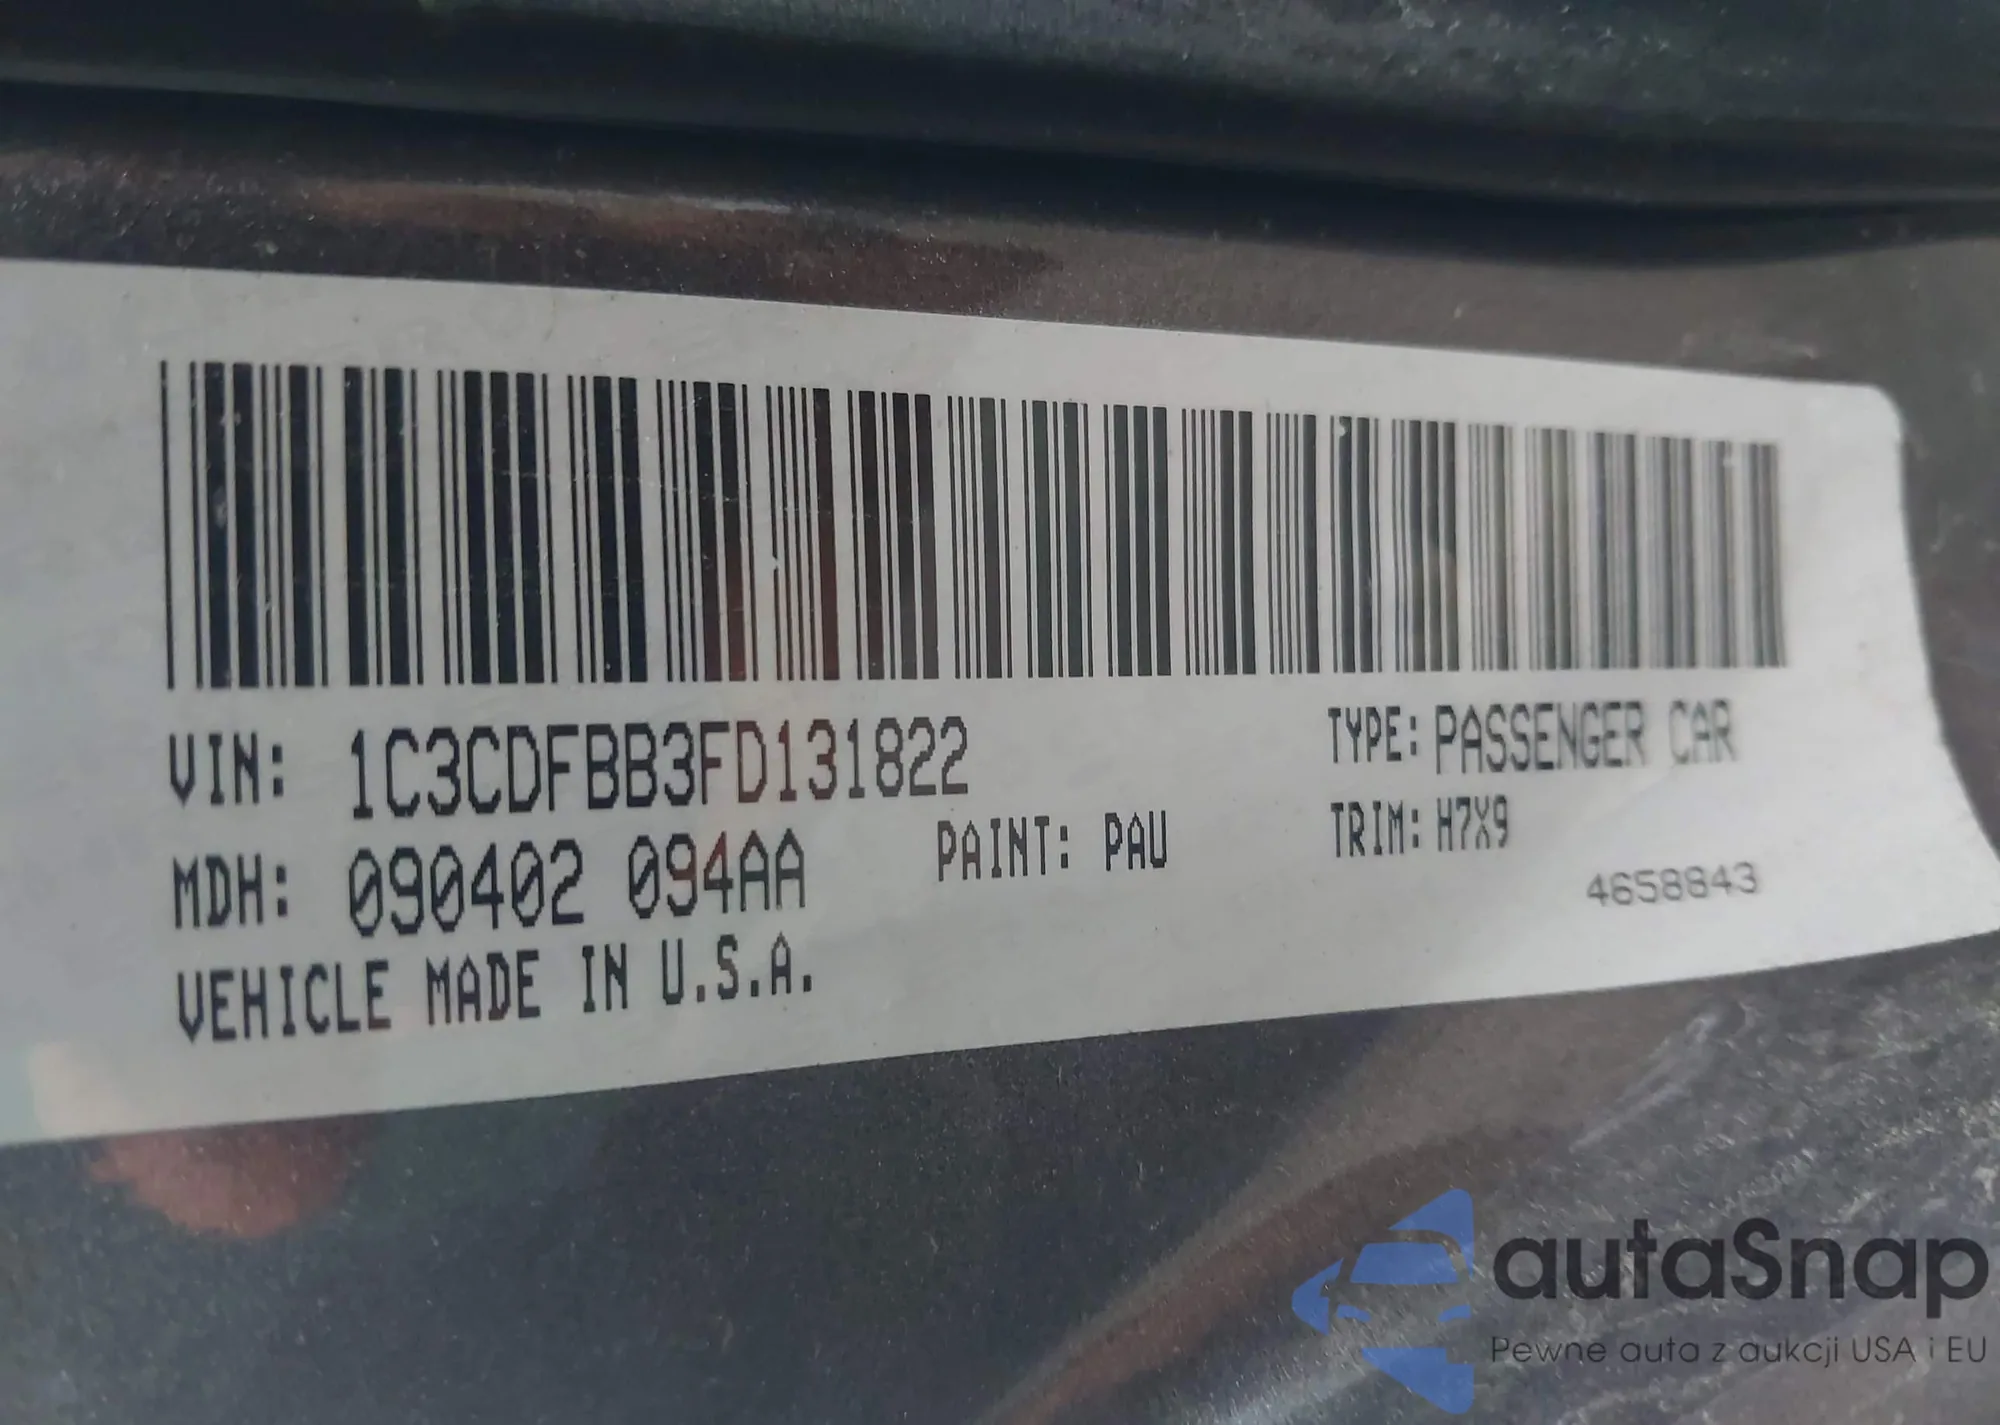 VIN: 1C3CDFBB3FD131822
TYPE: PASSENGER CAR
MDH: 090402 094AA
PAINT: PAU
TRIM: H7X9
4658843
VEHICLE MADE IN U.S.A.
autaSnap
Pewne auta z aukcji USA i EU